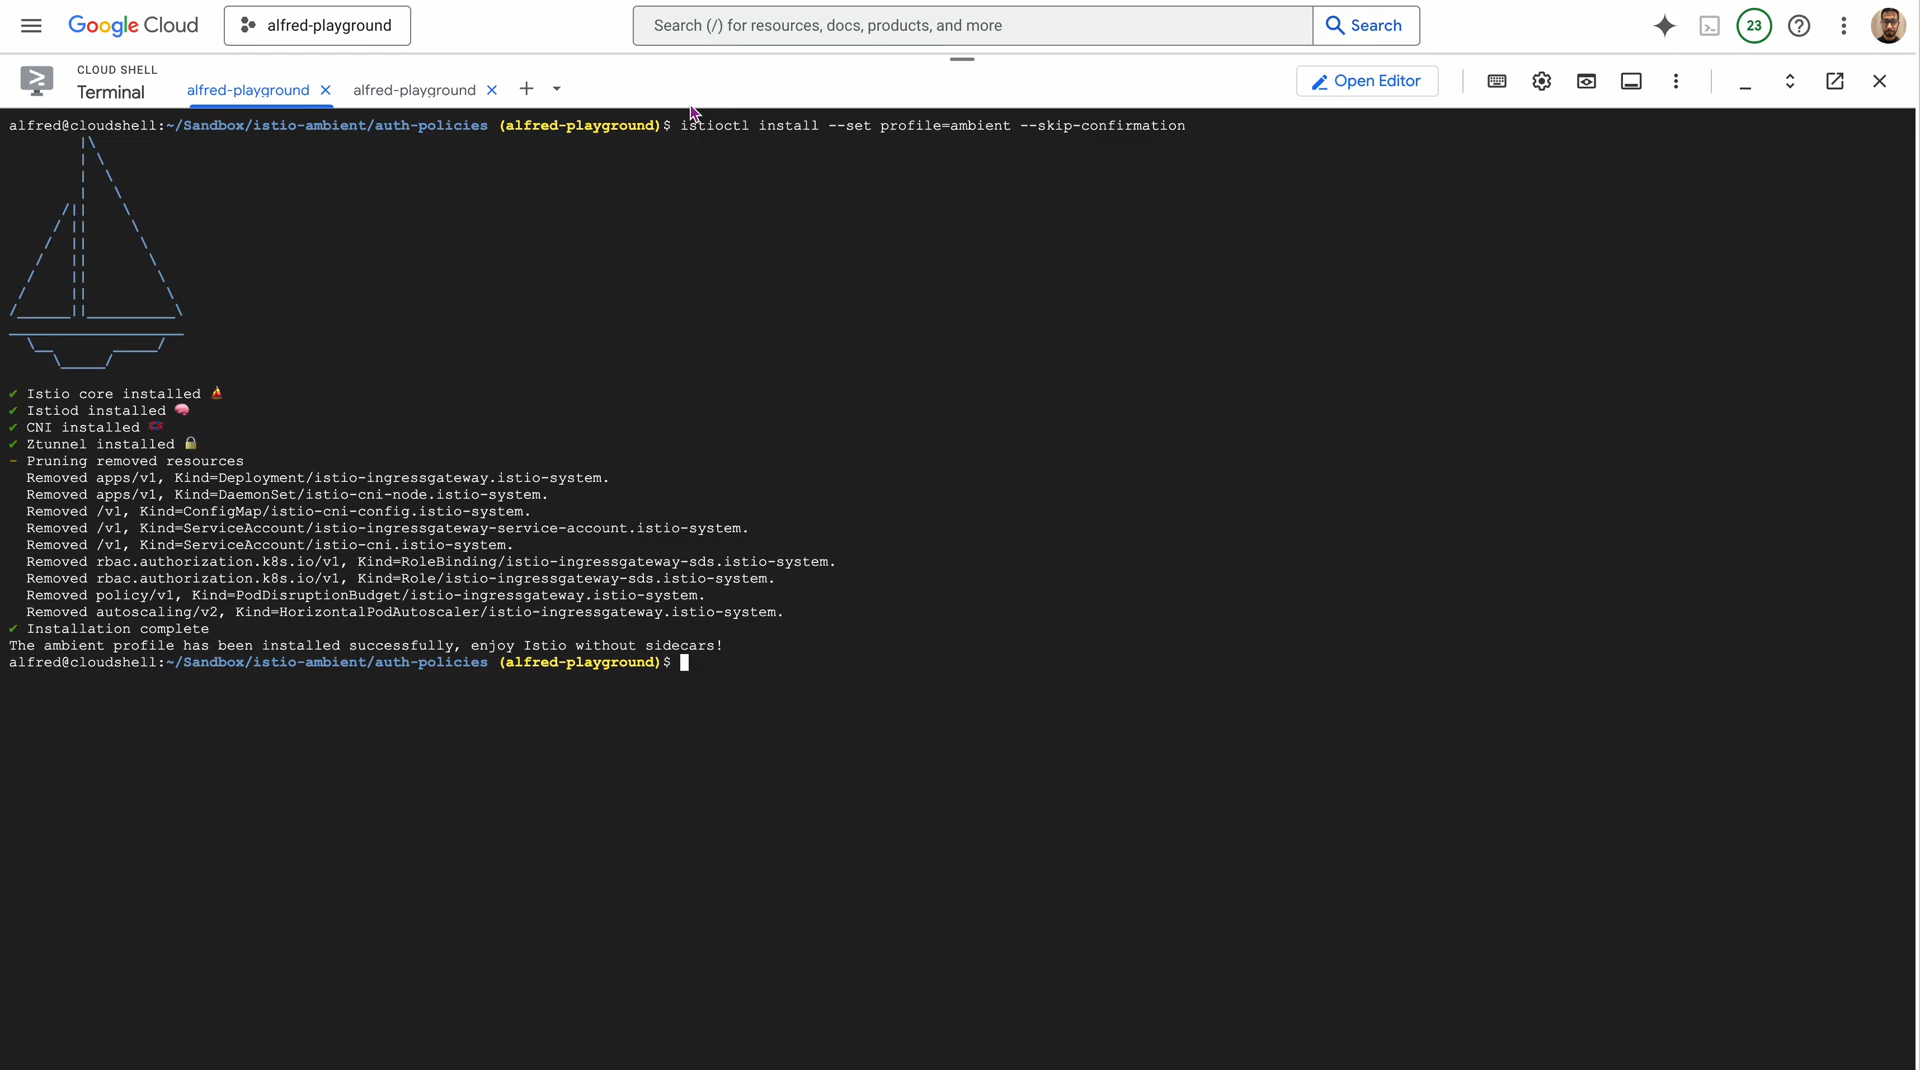 Google Cloud
alfred-playground
Search (/) for resources, docs, products, and more
Search
23
CLOUD SHELL
Terminal
alfred-playground
alfred-playground
Open Editor
alfred@cloudshell:~/Sandbox/istio-ambient/auth-policies (alfred-playground)$ istioctl install --set profile=ambient --skip-confirmation
✔ Istio core installed ⛵
✔ Istiod installed 🧠
✔ CNI installed 🪢
✔ Ztunnel installed 🔒
- Pruning removed resources
Removed apps/v1, Kind=Deployment/istio-ingressgateway.istio-system.
Removed apps/v1, Kind=DaemonSet/istio-cni-node.istio-system.
Removed /v1, Kind=ConfigMap/istio-cni-config.istio-system.
Removed /v1, Kind=ServiceAccount/istio-ingressgateway-service-account.istio-system.
Removed /v1, Kind=ServiceAccount/istio-cni.istio-system.
Removed rbac.authorization.k8s.io/v1, Kind=RoleBinding/istio-ingressgateway-sds.istio-system.
Removed rbac.authorization.k8s.io/v1, Kind=Role/istio-ingressgateway-sds.istio-system.
Removed policy/v1, Kind=PodDisruptionBudget/istio-ingressgateway.istio-system.
Removed autoscaling/v2, Kind=HorizontalPodAutoscaler/istio-ingressgateway.istio-system.
✔ Installation complete
The ambient profile has been installed successfully, enjoy Istio without sidecars!
alfred@cloudshell:~/Sandbox/istio-ambient/auth-policies (alfred-playground)$